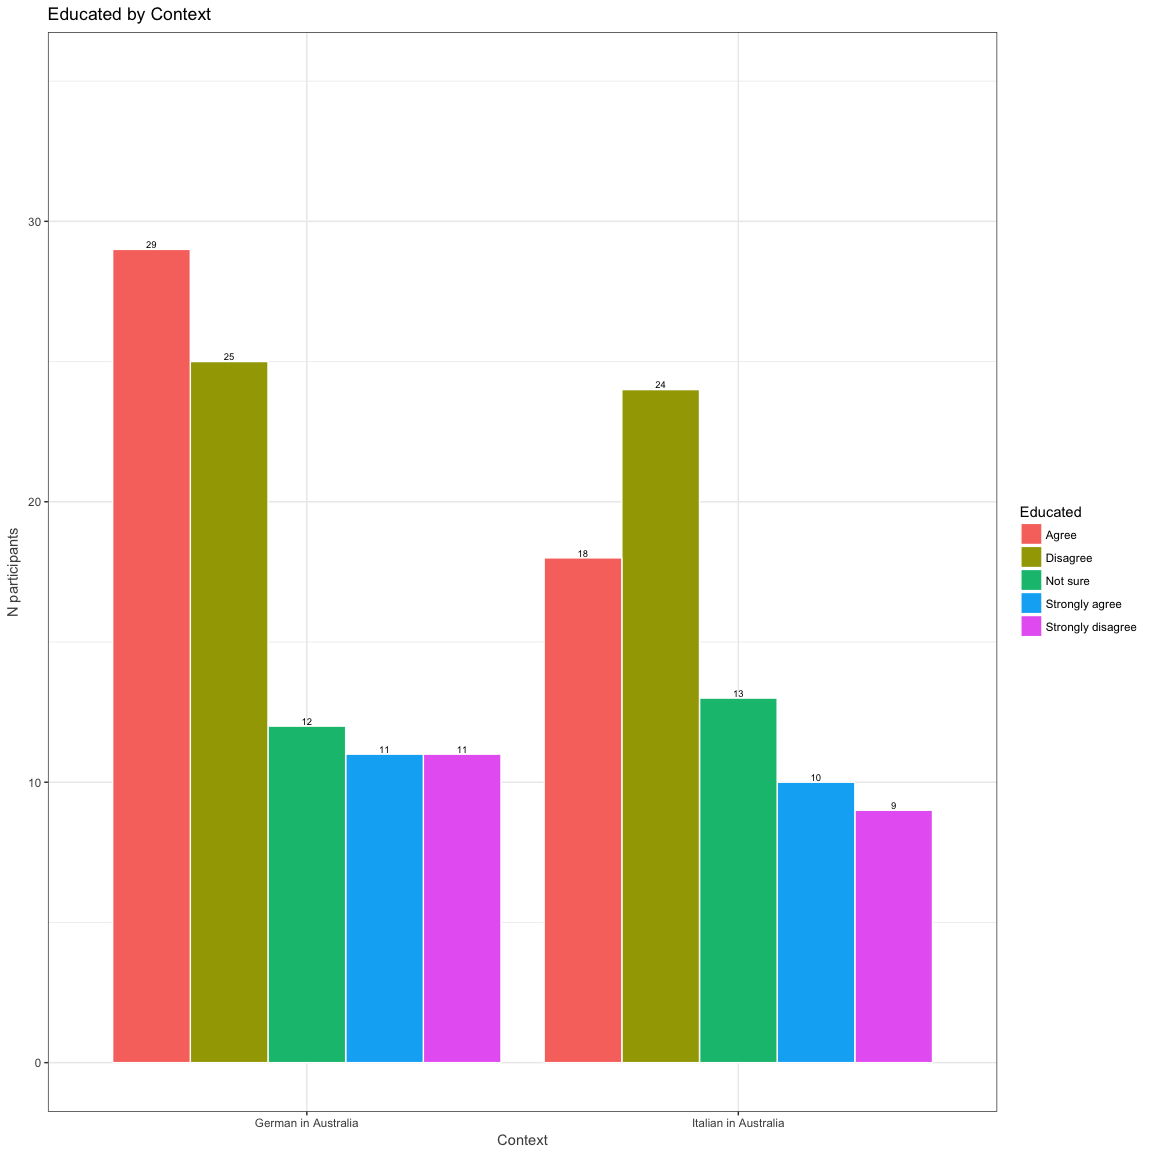 Educated by Context
30
20
10
0
N participants
29
25
12
11
11
18
24
13
10
9
German in Australia
Italian in Australia
Context
Educated
Agree
Disagree
Not sure
Strongly agree
Strongly disagree